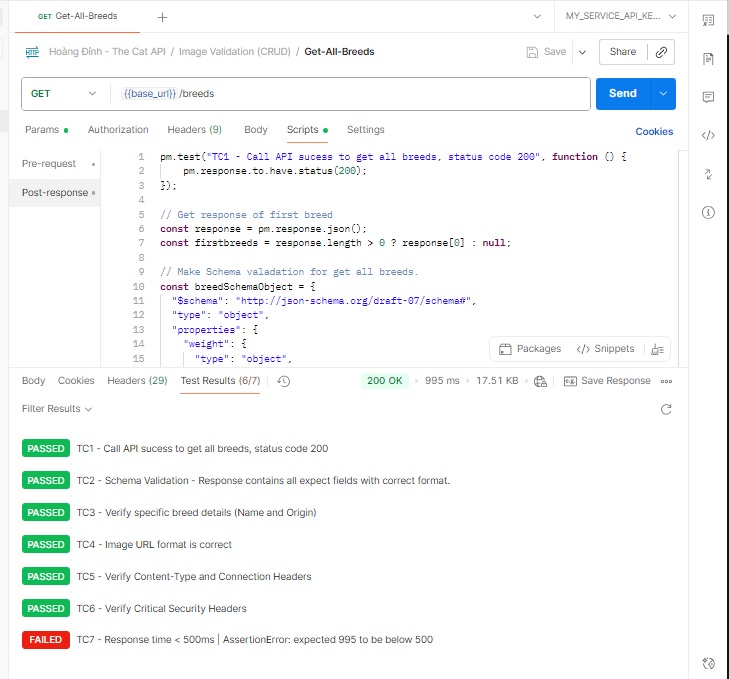 GET Get-All-Breeds
MY_SERVICE_API_KE...
HTTP Hoàng Đính - The Cat API / Image Validation (CRUD) / Get-All-Breeds
Save
Share
GET
{{base_url}} /breeds
Send
Params
Authorization
Headers (9)
Body
Scripts
Settings
Cookies
Pre-request
Post-response
1 pm.test("TC1 - Call API sucess to get all breeds, status code 200", function () {
2 pm.response.to.have.status(200);
3 });
4
5 // Get response of first breed
6 const response = pm.response.json();
7 const firstbreeds = response.length > 0 ? response[0] : null;
8
9 // Make Schema valadation for get all breeds.
10 const breedSchemaObject = {
11 "$schema": "http://json-schema.org/draft-07/schema#",
12 "type": "object",
13 "properties": {
14 "weight": {
15 "type": "object",
Packages
Snippets
Body
Cookies
Headers (29)
Test Results (6/7)
200 OK
995 ms
17.51 KB
Save Response
Filter Results
PASSED TC1 - Call API sucess to get all breeds, status code 200
PASSED TC2 - Schema Validation - Response contains all expect fields with correct format.
PASSED TC3 - Verify specific breed details (Name and Origin)
PASSED TC4 - Image URL format is correct
PASSED TC5 - Verify Content-Type and Connection Headers
PASSED TC6 - Verify Critical Security Headers
FAILED TC7 - Response time < 500ms | AssertionError: expected 995 to be below 500